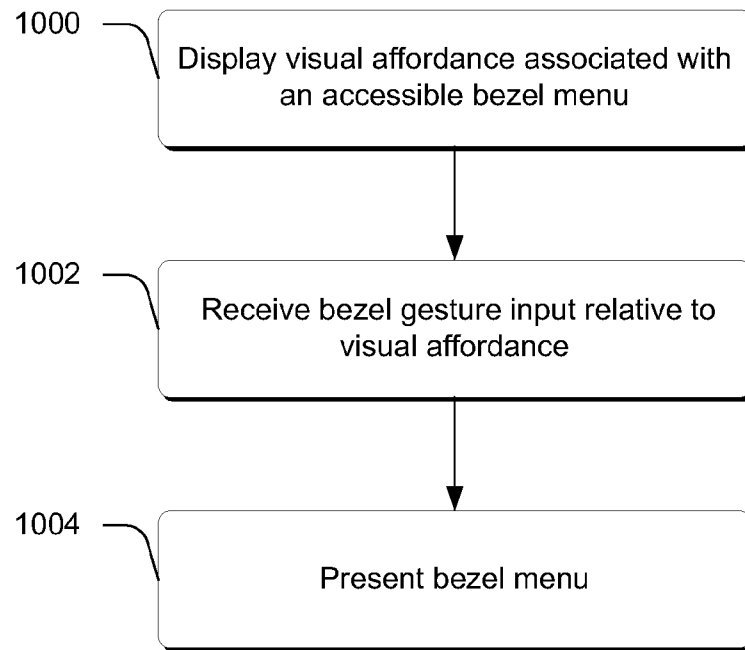 1000
Display visual affordance associated with
an accessible bezel menu
1002
Receive bezel gesture input relative to
visual affordance
1004
Present bezel menu